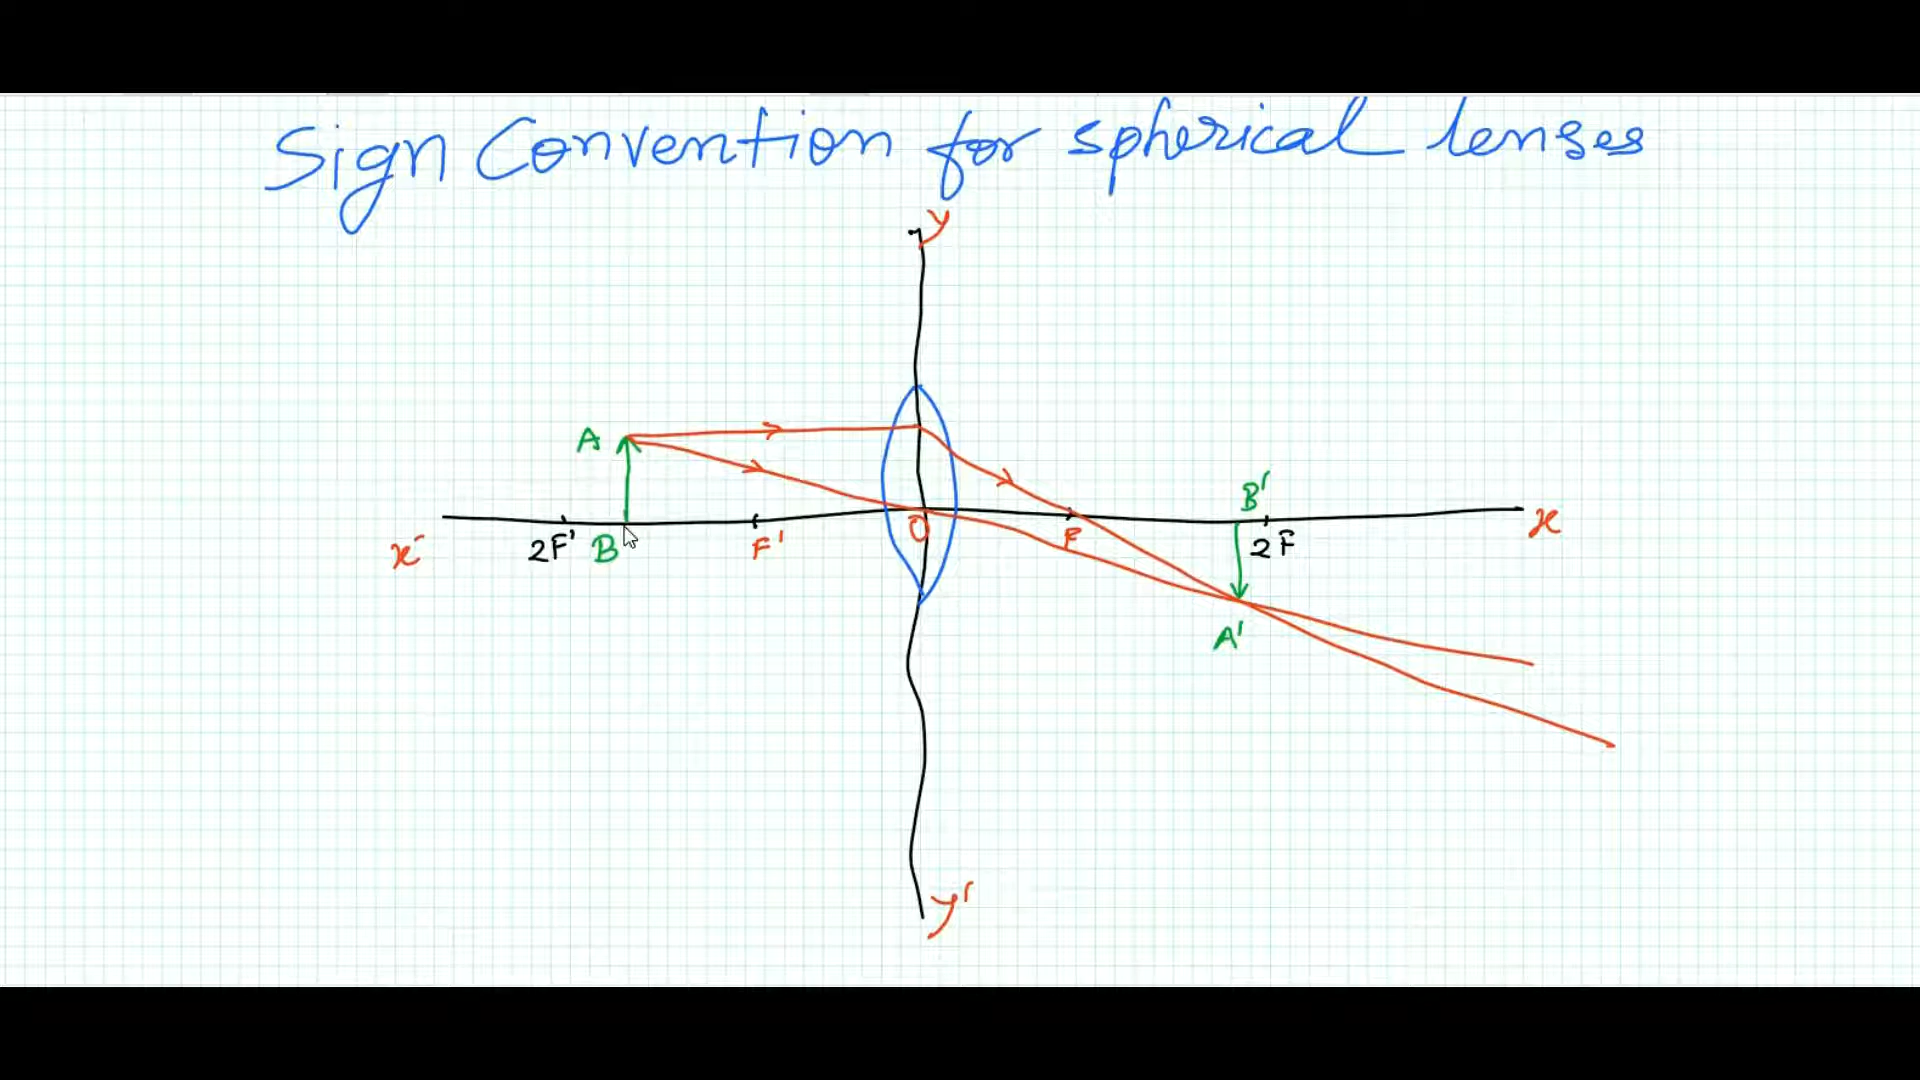 Sign Convention for spherical lenses
y
A
B'
x'
2F'
B
F'
O
F
2F
x
A'
y'